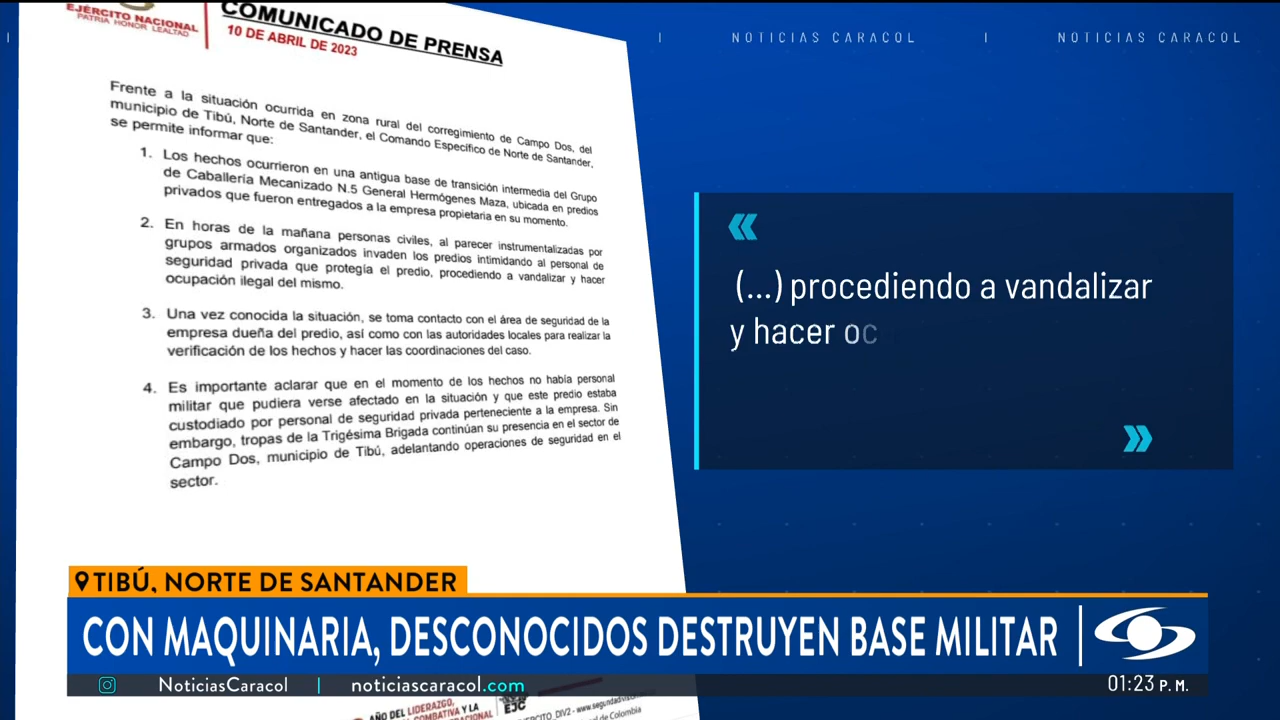 EJÉRCITO NACIONAL
PATRIA HONOR LEALTAD
COMUNICADO DE PRENSA
10 DE ABRIL DE 2023
Frente a la situación ocurrida en zona rural del corregimiento de Campo Dos, del
municipio de Tibú, Norte de Santander, el Comando Específico de Norte de Santander,
se permite informar que:
1. Los hechos ocurrieron en una antigua base de transición intermedia del Grupo
de Caballería Mecanizado N.5 General Hermógenes Maza, ubicada en predios
privados que fueron entregados a la empresa propietaria en su momento.
2. En horas de la mañana personas civiles, al parecer instrumentalizadas por
grupos armados organizados invaden los predios intimidando al personal de
seguridad privada que protegía el predio, procediendo a vandalizar y hacer
ocupación ilegal del mismo.
3. Una vez conocida la situación, se toma contacto con el área de seguridad de la
empresa dueña del predio, así como con las autoridades locales para realizar la
verificación de los hechos y hacer las coordinaciones del caso.
4. Es importante aclarar que en el momento de los hechos no había personal
militar que pudiera verse afectado en la situación y que este predio estaba
custodiado por personal de seguridad privada perteneciente a la empresa. Sin
embargo, tropas de la Trigésima Brigada continúan su presencia en el sector de
Campo Dos, municipio de Tibú, adelantando operaciones de seguridad en el
sector.
NOTICIAS CARACOL | NOTICIAS CARACOL
«
(...) procediendo a vandalizar
y hacer oc
»
TIBÚ, NORTE DE SANTANDER
CON MAQUINARIA, DESCONOCIDOS DESTRUYEN BASE MILITAR
NoticiasCaracol | noticiascaracol.com
01:23 P. M.
AÑO DEL LIDERAZGO,
COMBATIVA Y LA
EJC
de Colombia